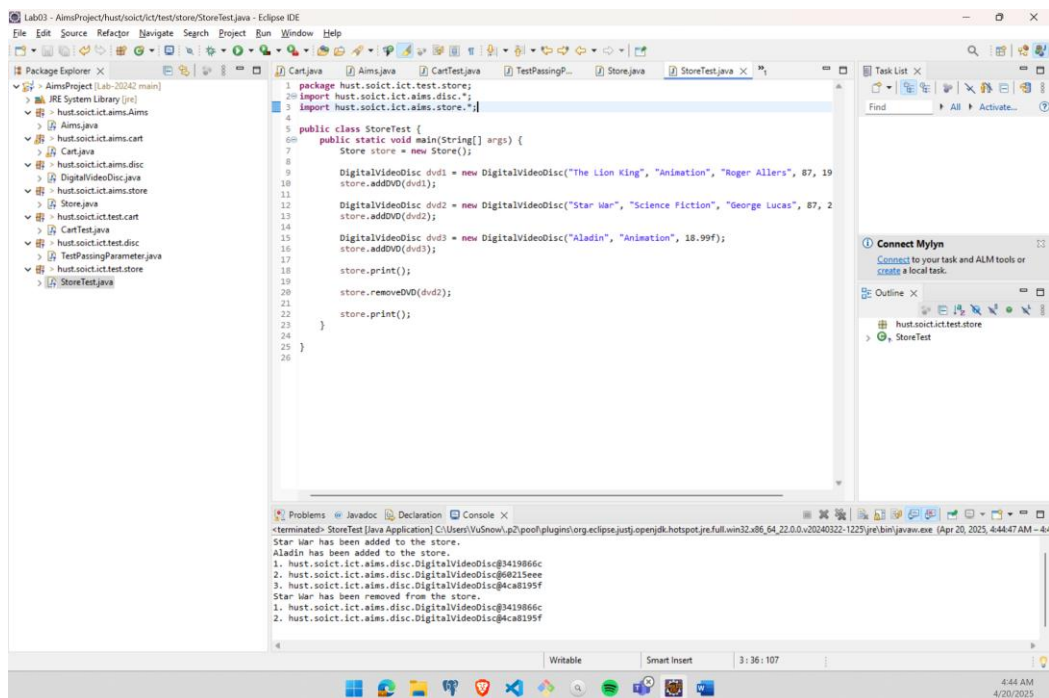 Lab03 - AimsProject/hust/soict/ict/test/store/StoreTest.java - Eclipse IDE
File Edit Source Refactor Navigate Search Project Run Window Help
Package Explorer
Cart.java Aims.java CartTest.java TestPassingP... Store.java StoreTest.java
Task List
> AimsProject [Lab-20242 main]
JRE System Library [jre]
> hust.soict.ict.aims.Aims
Aims.java
> hust.soict.ict.aims.cart
Cart.java
> hust.soict.ict.aims.disc
DigitalVideoDisc.java
> hust.soict.ict.aims.store
Store.java
> hust.soict.ict.test.cart
CartTest.java
> hust.soict.ict.test.disc
TestPassingParameter.java
> hust.soict.ict.test.store
StoreTest.java
1 package hust.soict.ict.test.store;
2 import hust.soict.ict.aims.disc.*;
3 import hust.soict.ict.aims.store.*;
4
5 public class StoreTest {
6 public static void main(String[] args) {
7 Store store = new Store();
8
9 DigitalVideoDisc dvd1 = new DigitalVideoDisc("The Lion King", "Animation", "Roger Allers", 87, 19
10 store.addDVD(dvd1);
11
12 DigitalVideoDisc dvd2 = new DigitalVideoDisc("Star War", "Science Fiction", "George Lucas", 87, 2
13 store.addDVD(dvd2);
14
15 DigitalVideoDisc dvd3 = new DigitalVideoDisc("Aladin", "Animation", 18.99f);
16 store.addDVD(dvd3);
17
18 store.print();
19
20 store.removeDVD(dvd2);
21
22 store.print();
23 }
24
25 }
26
Find All Activate...
Connect Mylyn
Connect to your task and ALM tools or
create a local task.
Outline
hust.soict.ict.test.store
StoreTest
Problems Javadoc Declaration Console
<terminated> StoreTest [Java Application] C:\Users\VuSnow\.p2\pool\plugins\org.eclipse.justj.openjdk.hotspot.jre.full.win32.x86_64_22.0.0.v20240322-1225\jre\bin\javaw.exe (Apr 20, 2025, 4:44:47 AM – 4:4
Star War has been added to the store.
Aladin has been added to the store.
1. hust.soict.ict.aims.disc.DigitalVideoDisc@3419866c
2. hust.soict.ict.aims.disc.DigitalVideoDisc@60215eee
3. hust.soict.ict.aims.disc.DigitalVideoDisc@4ca8195f
Star War has been removed from the store.
1. hust.soict.ict.aims.disc.DigitalVideoDisc@3419866c
2. hust.soict.ict.aims.disc.DigitalVideoDisc@4ca8195f
Writable Smart Insert 3 : 36 : 107
4:44 AM
4/20/2025